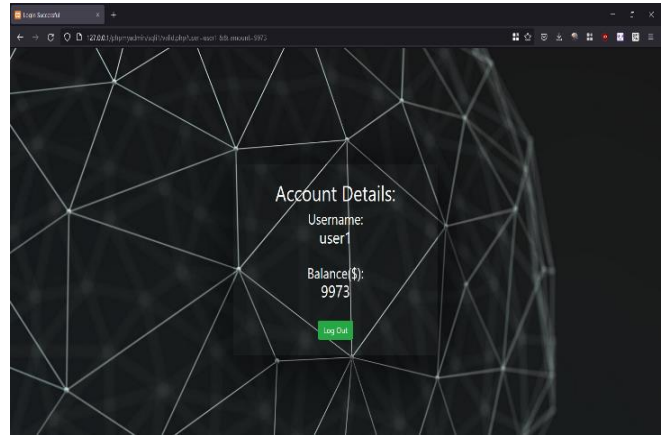 Login Successful
Account Details:
Username:
user1
Balance($):
9973
Log Out